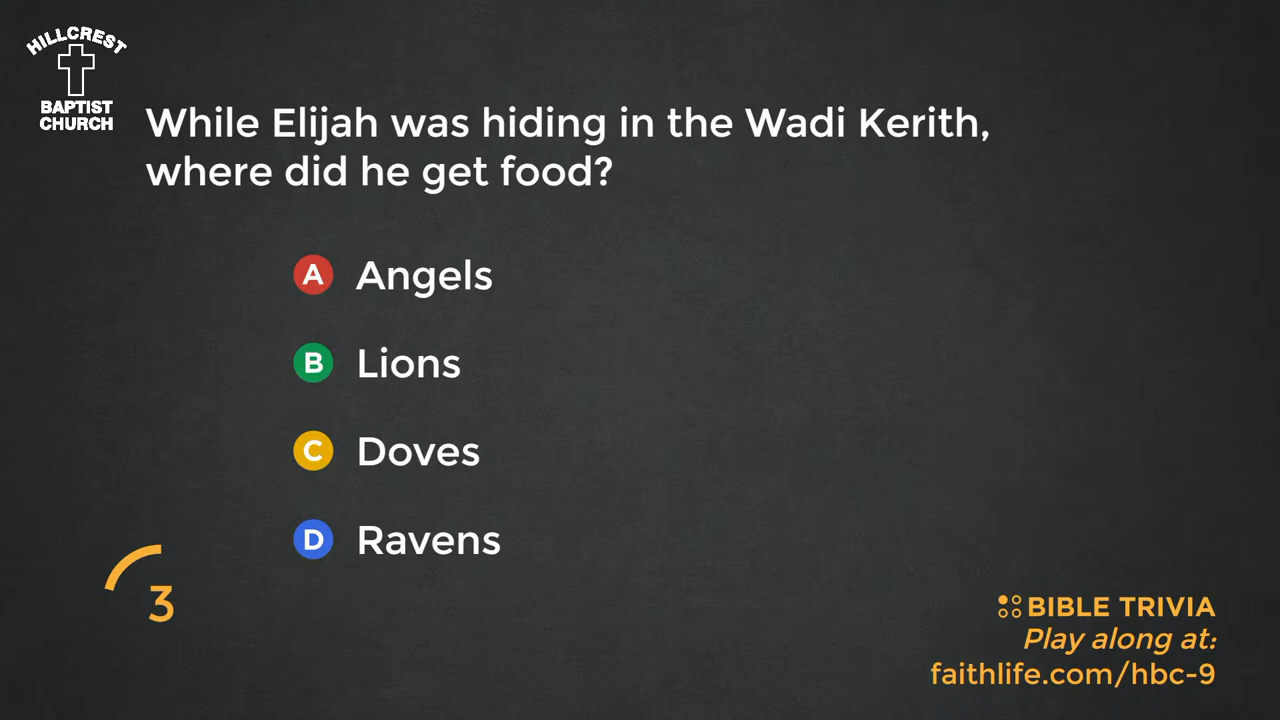 HILLCREST
BAPTIST
CHURCH
While Elijah was hiding in the Wadi Kerith,
where did he get food?
A Angels
B Lions
C Doves
D Ravens
3
BIBLE TRIVIA
Play along at:
faithlife.com/hbc-9